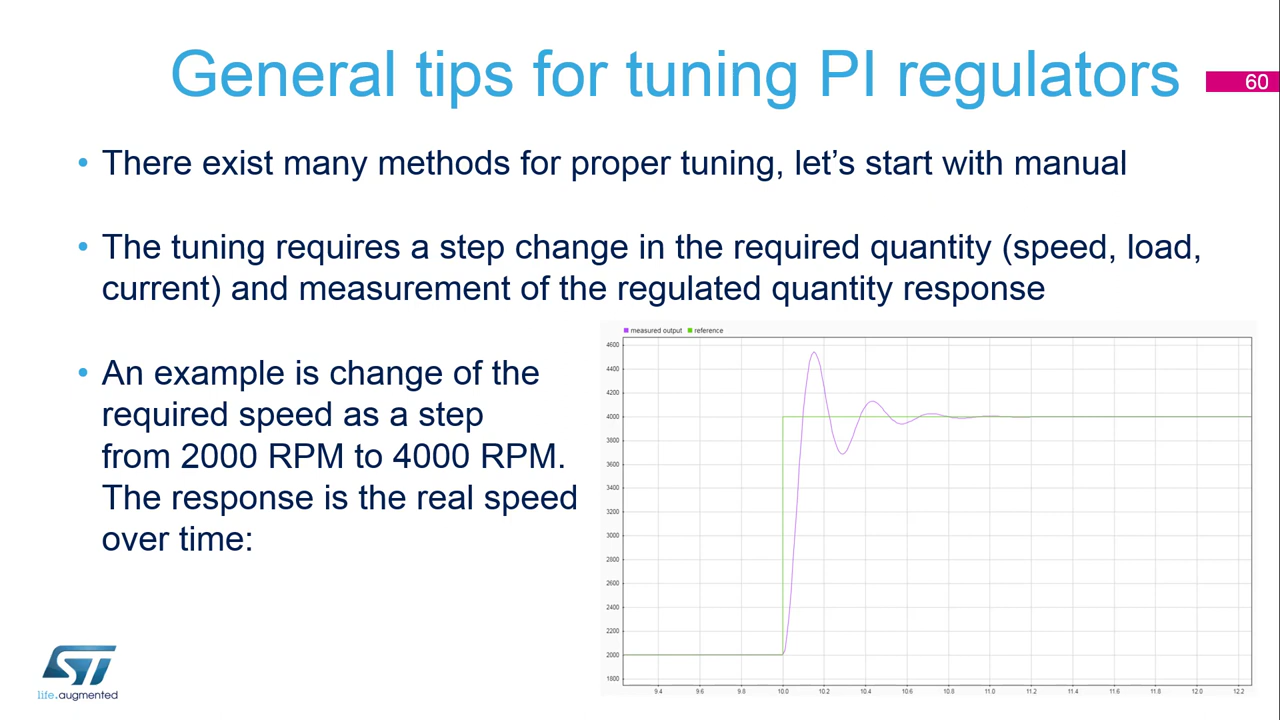 General tips for tuning PI regulators
60
• There exist many methods for proper tuning, let’s start with manual
• The tuning requires a step change in the required quantity (speed, load,
current) and measurement of the regulated quantity response
• An example is change of the
required speed as a step
from 2000 RPM to 4000 RPM.
The response is the real speed
over time:
measured output reference
4600
4400
4200
4000
3800
3600
3400
3200
3000
2800
2600
2400
2200
2000
1800
9.4 9.6 9.8 10.0 10.2 10.4 10.6 10.8 11.0 11.2 11.4 11.6 11.8 12.0 12.2
ST
life.augmented